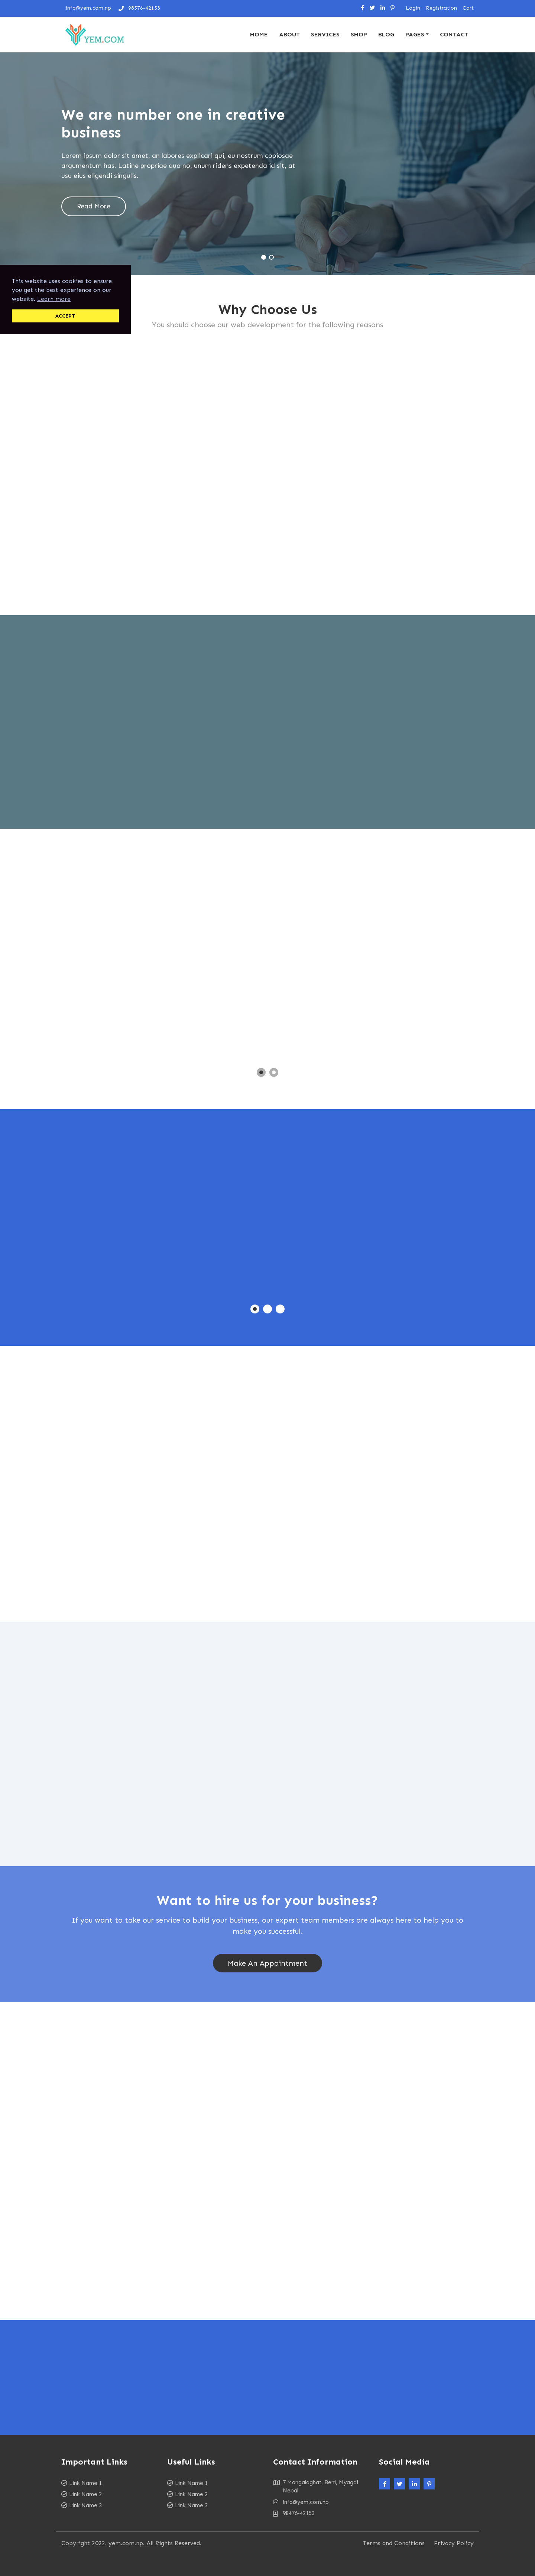 info@yem.com.np 98576-42153 Login Registration Cart
YEM.COM HOME ABOUT SERVICES SHOP BLOG PAGES CONTACT
We are number one in creative
business
Lorem ipsum dolor sit amet, an labores explicari qui, eu nostrum copiosae
argumentum has. Latine propriae quo no, unum ridens expetenda id sit, at
usu eius eligendi singulis.
Read More
This website uses cookies to ensure
you get the best experience on our
website. Learn more
ACCEPT
Why Choose Us
You should choose our web development for the following reasons
Want to hire us for your business?
If you want to take our service to build your business, our expert team members are always here to help you to
make you successful.
Make An Appointment
Important Links Useful Links Contact Information Social Media
Link Name 1 Link Name 1 7 Mangalaghat, Beni, Myagdi
Nepal
Link Name 2 Link Name 2 info@yem.com.np
Link Name 3 Link Name 3 98476-42153
Copyright 2022. yem.com.np. All Rights Reserved. Terms and Conditions Privacy Policy